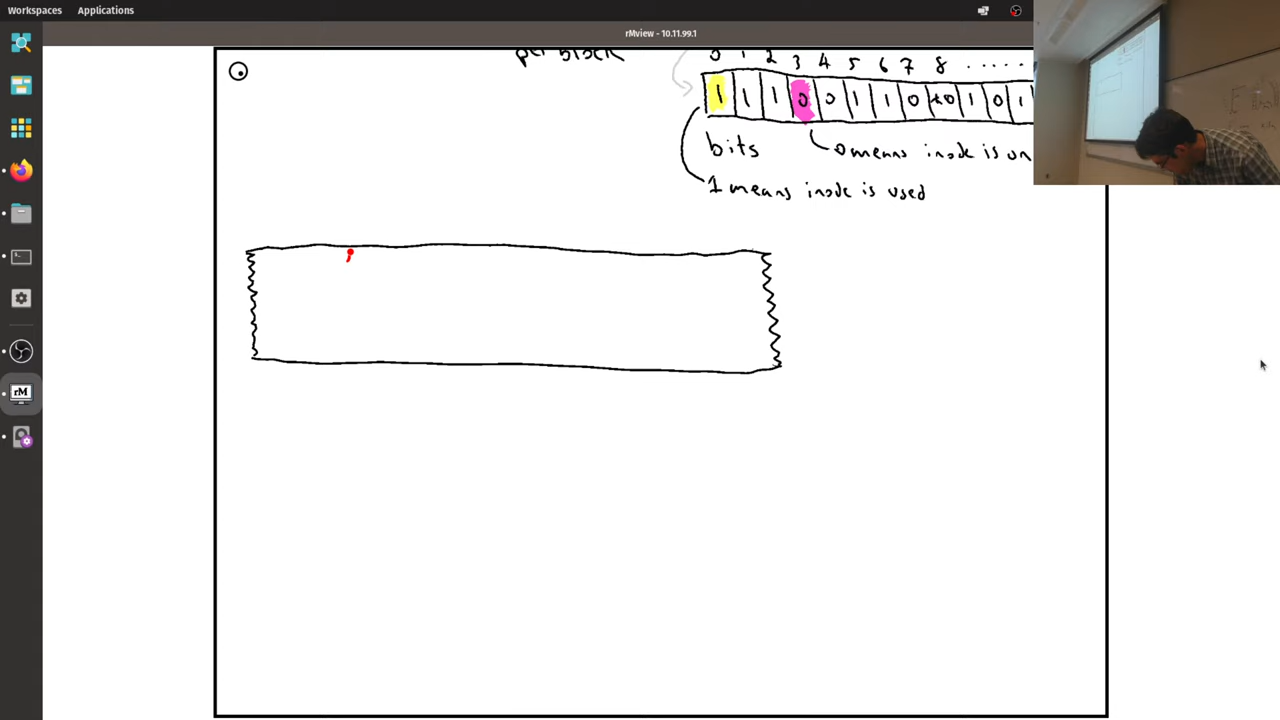 Workspaces Applications
rMview - 10.11.99.1
per block
0 1 2 3 4 5 6 7 8 ......
1 1 1 0 0 1 1 0 0 1 0 1
bits
0 means inode is un
1 means inode is used
rM